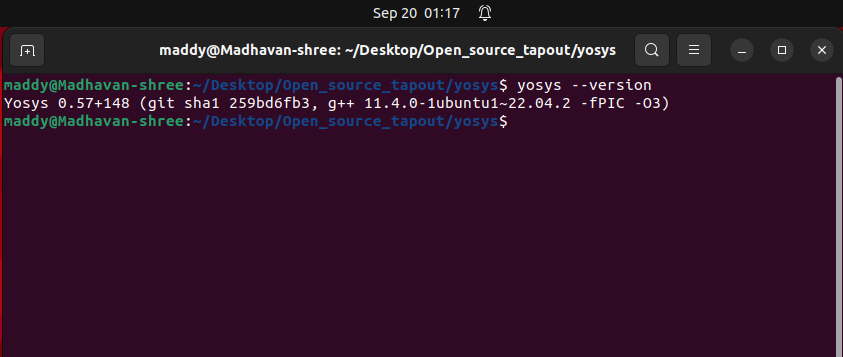 Sep 20 01:17
maddy@Madhavan-shree: ~/Desktop/Open_source_tapout/yosys
maddy@Madhavan-shree:~/Desktop/Open_source_tapout/yosys$ yosys --version
Yosys 0.57+148 (git sha1 259bd6fb3, g++ 11.4.0-1ubuntu1~22.04.2 -fPIC -O3)
maddy@Madhavan-shree:~/Desktop/Open_source_tapout/yosys$